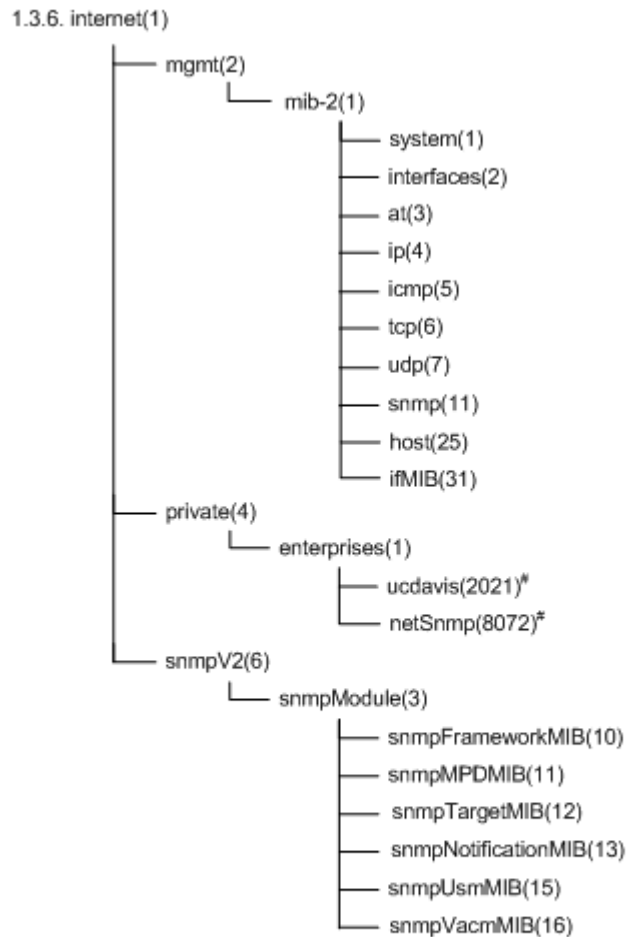 1.3.6. internet(1)
mgmt(2)
mib-2(1)
system(1)
interfaces(2)
at(3)
ip(4)
icmp(5)
tcp(6)
udp(7)
snmp(11)
host(25)
ifMIB(31)
private(4)
enterprises(1)
ucdavis(2021)#
netSnmp(8072)#
snmpV2(6)
snmpModule(3)
snmpFrameworkMIB(10)
snmpMPDMIB(11)
snmpTargetMIB(12)
snmpNotificationMIB(13)
snmpUsmMIB(15)
snmpVacmMIB(16)